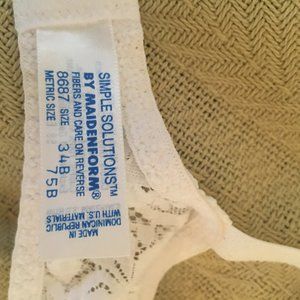 SIMPLE SOLUTIONS™
BY MAIDENFORM®
FIBERS AND CARE ON REVERSE
8687 SIZE 34B
METRIC SIZE 75B
MADE IN
DOMINICAN REPUBLIC
WITH U.S. MATERIALS